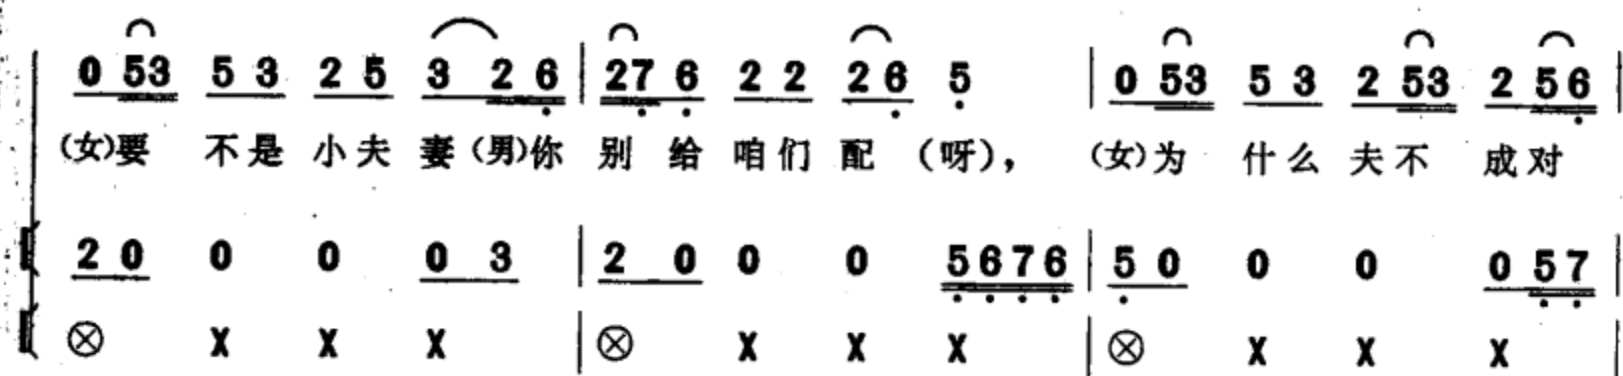 0 53 5 3 2 5 3 2 6 | 27 6 2 2 2 6 5 | 0 53 5 3 2 53 2 56 |
(女)要 不是 小夫 妻(男)你 别 给 咱们 配 (呀), (女)为 什么 夫不 成对
2 0 0 0 0 3 | 2 0 0 0 5676 | 5 0 0 0 0 57 |
⊗ X X X | ⊗ X X X | ⊗ X X X |